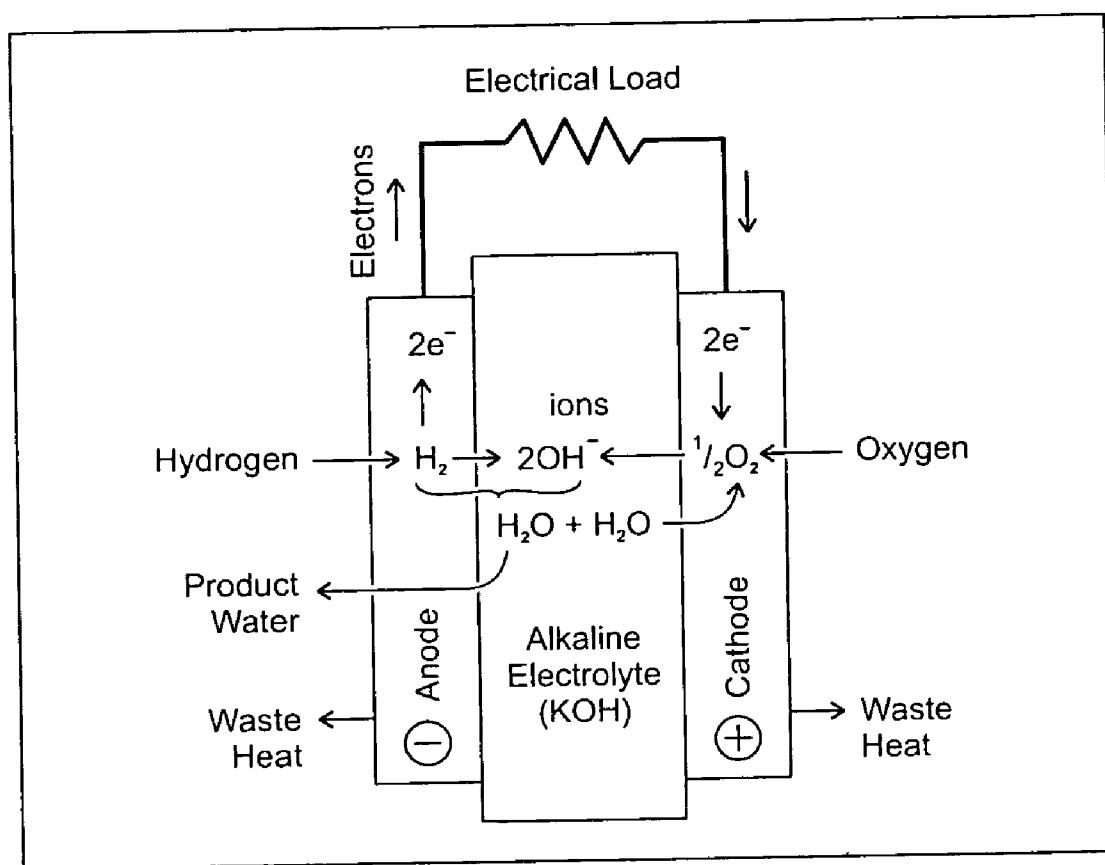 Electrical Load
Electrons
2e⁻
2e⁻
ions
Hydrogen
H₂
2OH⁻
¹/₂O₂
Oxygen
H₂O + H₂O
Product
Water
Anode
Alkaline
Electrolyte
(KOH)
Cathode
Waste
Heat
−
+
Waste
Heat